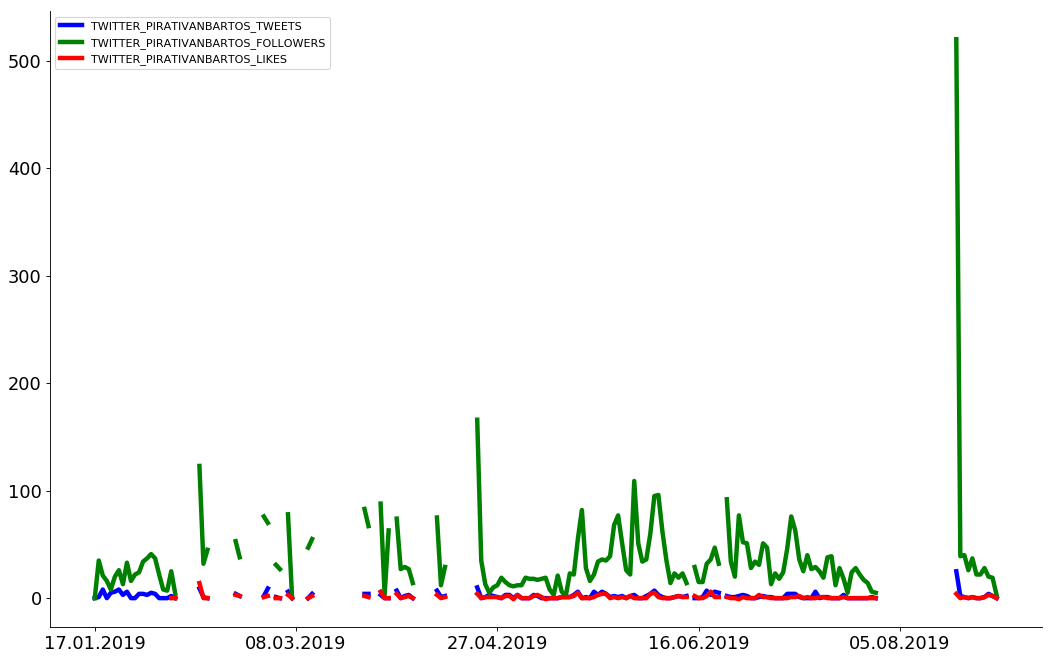 TWITTER_PIRATIVANBARTOS_TWEETS
TWITTER_PIRATIVANBARTOS_FOLLOWERS
TWITTER_PIRATIVANBARTOS_LIKES
500
400
300
200
100
0
17.01.2019 08.03.2019 27.04.2019 16.06.2019 05.08.2019